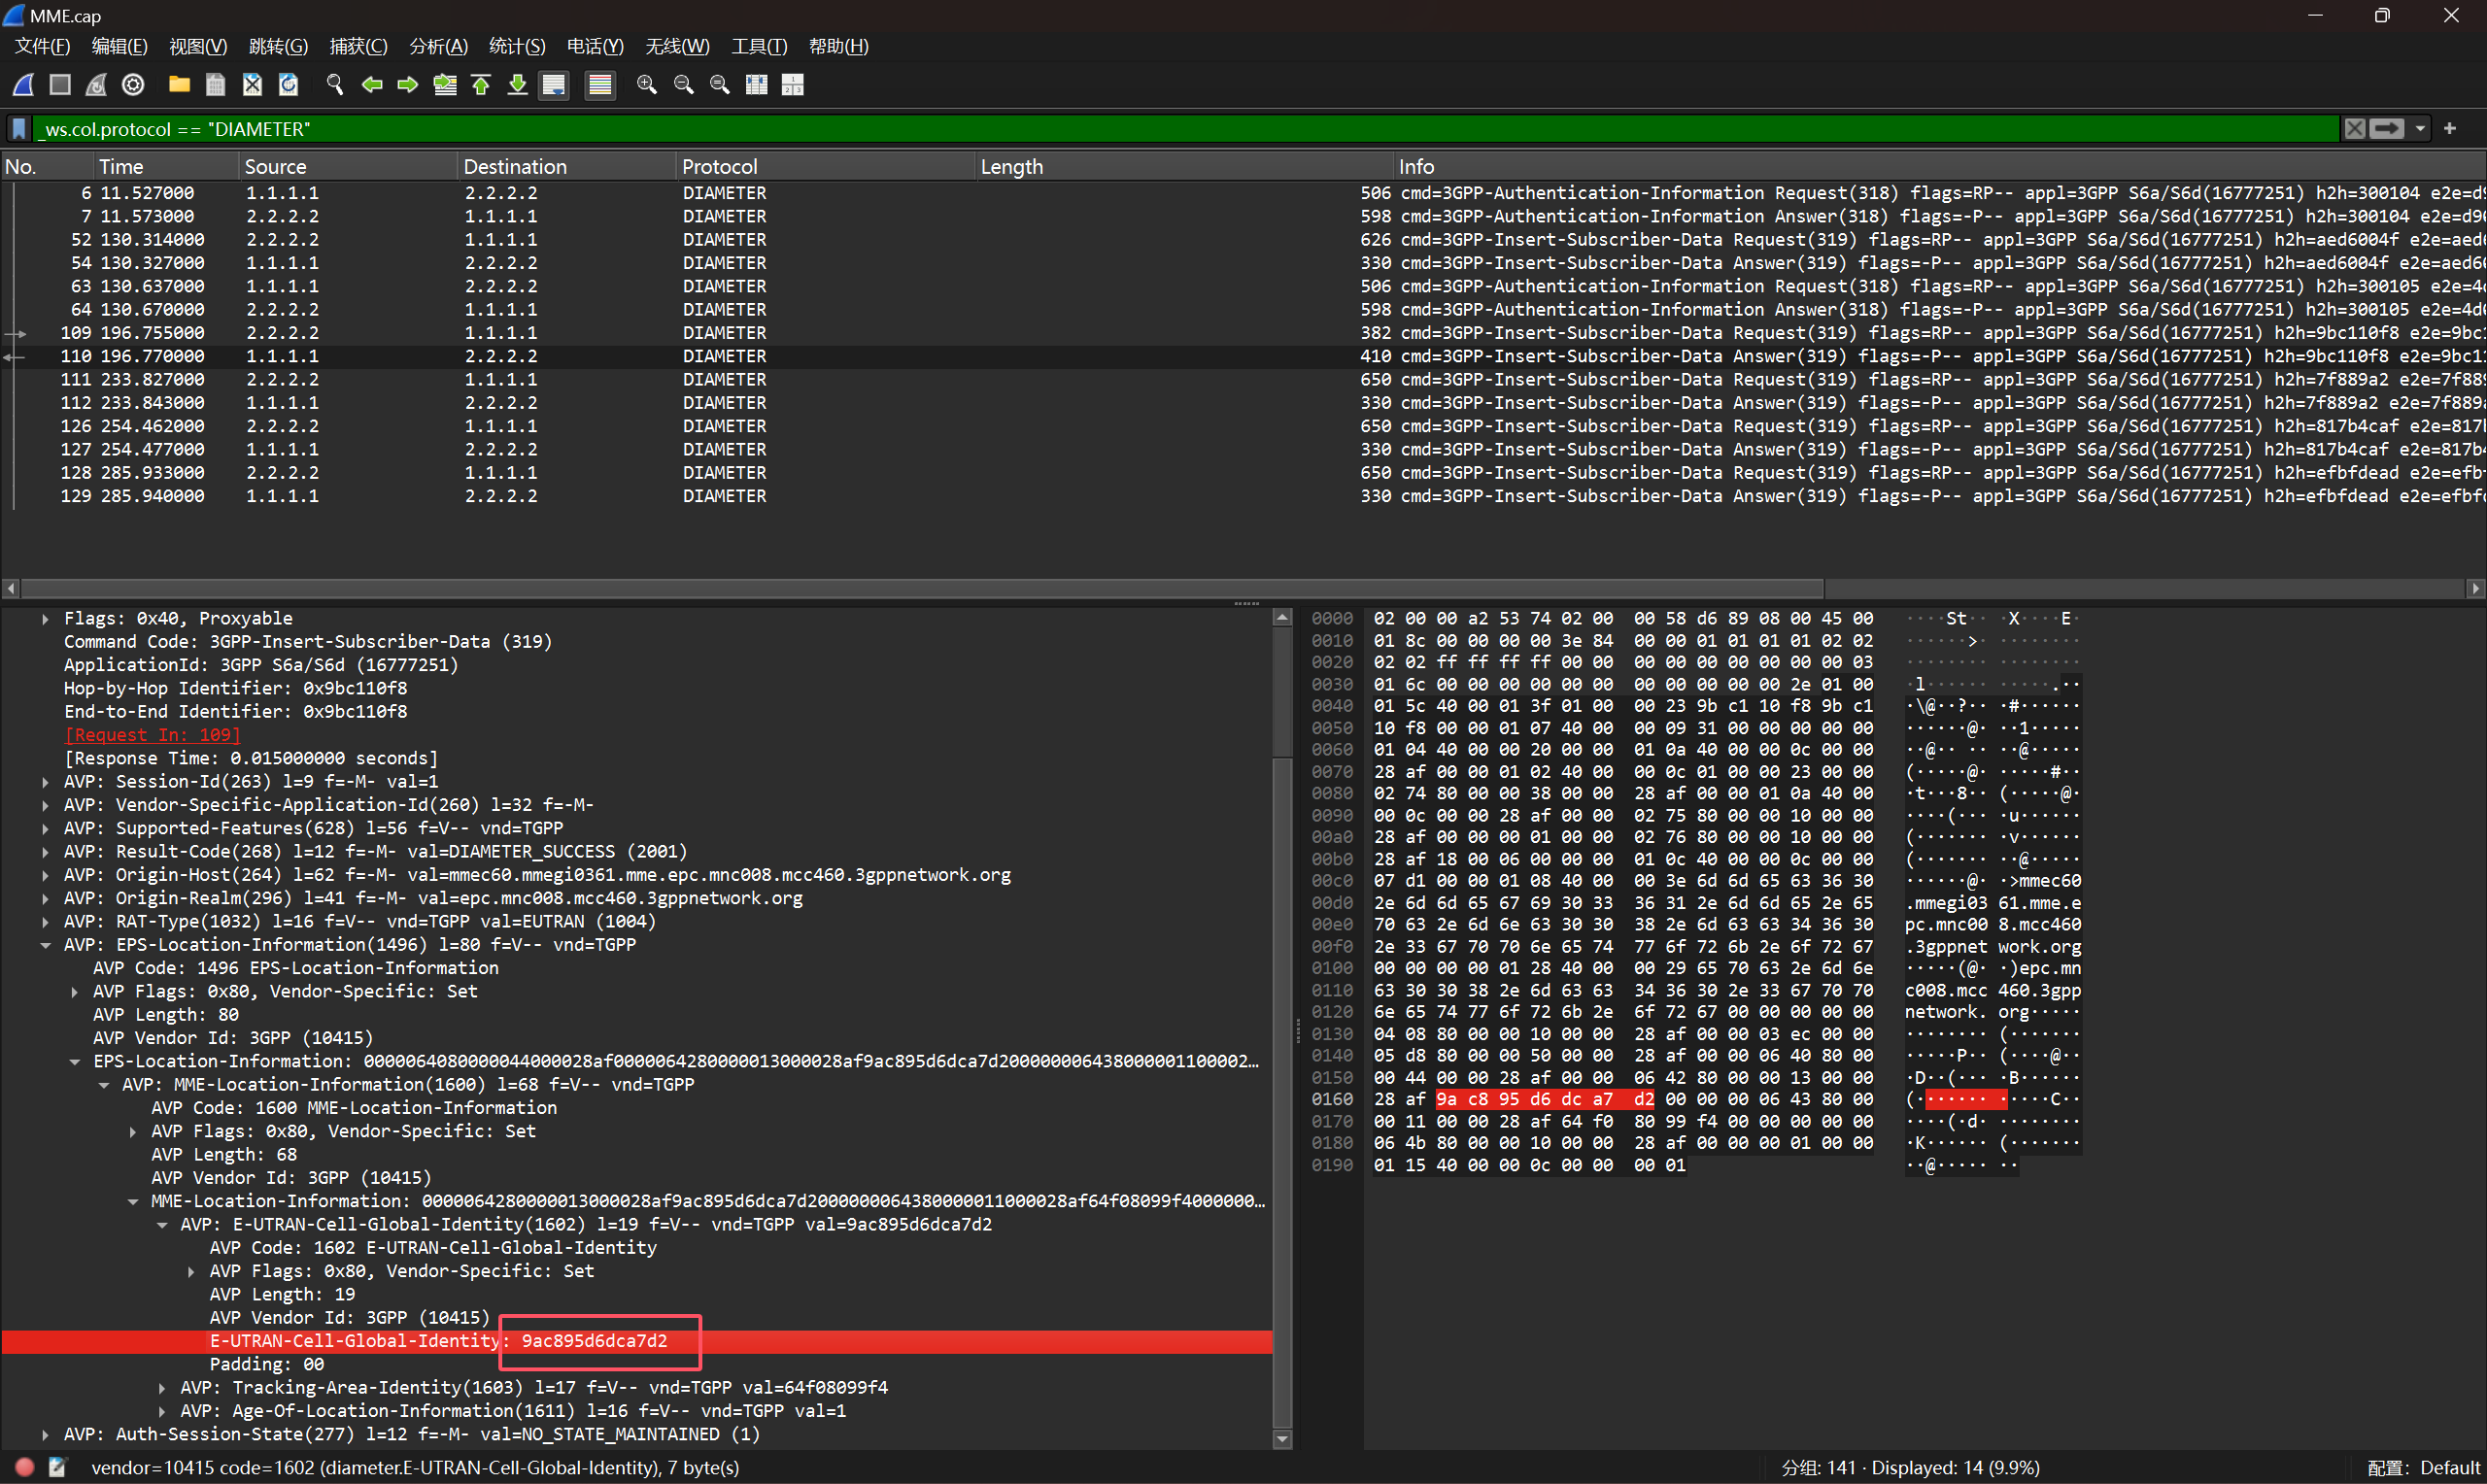 MME.cap
文件(F) 编辑(E) 视图(V) 跳转(G) 捕获(C) 分析(A) 统计(S) 电话(Y) 无线(W) 工具(T) 帮助(H)
_ws.col.protocol == "DIAMETER"
No. Time Source Destination Protocol Length Info
6 11.527000 1.1.1.1 2.2.2.2 DIAMETER 506 cmd=3GPP-Authentication-Information Request(318) flags=RP-- appl=3GPP S6a/S6d(16777251) h2h=300104
7 11.573000 2.2.2.2 1.1.1.1 DIAMETER 598 cmd=3GPP-Authentication-Information Answer(318) flags=-P-- appl=3GPP S6a/S6d(16777251) h2h=300104
52 130.314000 2.2.2.2 1.1.1.1 DIAMETER 626 cmd=3GPP-Insert-Subscriber-Data Request(319) flags=RP-- appl=3GPP S6a/S6d(16777251) h2h=aed6004f
54 130.327000 1.1.1.1 2.2.2.2 DIAMETER 330 cmd=3GPP-Insert-Subscriber-Data Answer(319) flags=-P-- appl=3GPP S6a/S6d(16777251) h2h=aed6004f
63 130.637000 1.1.1.1 2.2.2.2 DIAMETER 506 cmd=3GPP-Authentication-Information Request(318) flags=RP-- appl=3GPP S6a/S6d(16777251) h2h=300105
64 130.670000 2.2.2.2 1.1.1.1 DIAMETER 598 cmd=3GPP-Authentication-Information Answer(318) flags=-P-- appl=3GPP S6a/S6d(16777251) h2h=300105
109 196.755000 2.2.2.2 1.1.1.1 DIAMETER 382 cmd=3GPP-Insert-Subscriber-Data Request(319) flags=RP-- appl=3GPP S6a/S6d(16777251) h2h=9bc110f8
110 196.770000 1.1.1.1 2.2.2.2 DIAMETER 410 cmd=3GPP-Insert-Subscriber-Data Answer(319) flags=-P-- appl=3GPP S6a/S6d(16777251) h2h=9bc110f8
111 233.827000 2.2.2.2 1.1.1.1 DIAMETER 650 cmd=3GPP-Insert-Subscriber-Data Request(319) flags=RP-- appl=3GPP S6a/S6d(16777251) h2h=7f889a2
112 233.843000 1.1.1.1 2.2.2.2 DIAMETER 330 cmd=3GPP-Insert-Subscriber-Data Answer(319) flags=-P-- appl=3GPP S6a/S6d(16777251) h2h=7f889a2
126 254.462000 2.2.2.2 1.1.1.1 DIAMETER 650 cmd=3GPP-Insert-Subscriber-Data Request(319) flags=RP-- appl=3GPP S6a/S6d(16777251) h2h=817b4caf
127 254.477000 1.1.1.1 2.2.2.2 DIAMETER 330 cmd=3GPP-Insert-Subscriber-Data Answer(319) flags=-P-- appl=3GPP S6a/S6d(16777251) h2h=817b4caf
128 285.933000 2.2.2.2 1.1.1.1 DIAMETER 650 cmd=3GPP-Insert-Subscriber-Data Request(319) flags=RP-- appl=3GPP S6a/S6d(16777251) h2h=efbfdead
129 285.940000 1.1.1.1 2.2.2.2 DIAMETER 330 cmd=3GPP-Insert-Subscriber-Data Answer(319) flags=-P-- appl=3GPP S6a/S6d(16777251) h2h=efbfdead
Flags: 0x40, Proxyable
Command Code: 3GPP-Insert-Subscriber-Data (319)
ApplicationId: 3GPP S6a/S6d (16777251)
Hop-by-Hop Identifier: 0x9bc110f8
End-to-End Identifier: 0x9bc110f8
[Request In: 109]
[Response Time: 0.015000000 seconds]
AVP: Session-Id(263) l=9 f=-M- val=1
AVP: Vendor-Specific-Application-Id(260) l=32 f=-M-
AVP: Supported-Features(628) l=56 f=V-- vnd=TGPP
AVP: Result-Code(268) l=12 f=-M- val=DIAMETER_SUCCESS (2001)
AVP: Origin-Host(264) l=62 f=-M- val=mmec60.mmegi0361.mme.epc.mnc008.mcc460.3gppnetwork.org
AVP: Origin-Realm(296) l=41 f=-M- val=epc.mnc008.mcc460.3gppnetwork.org
AVP: RAT-Type(1032) l=16 f=V-- vnd=TGPP val=EUTRAN (1004)
AVP: EPS-Location-Information(1496) l=80 f=V-- vnd=TGPP
AVP Code: 1496 EPS-Location-Information
AVP Flags: 0x80, Vendor-Specific: Set
AVP Length: 80
AVP Vendor Id: 3GPP (10415)
EPS-Location-Information: 0000064080000044000028af0000064280000013000028af9ac895d6dca7d200000006438000001100002…
AVP: MME-Location-Information(1600) l=68 f=V-- vnd=TGPP
AVP Code: 1600 MME-Location-Information
AVP Flags: 0x80, Vendor-Specific: Set
AVP Length: 68
AVP Vendor Id: 3GPP (10415)
MME-Location-Information: 0000064280000013000028af9ac895d6dca7d200000006438000001​1000028af64f08099f4000000…
AVP: E-UTRAN-Cell-Global-Identity(1602) l=19 f=V-- vnd=TGPP val=9ac895d6dca7d2
AVP Code: 1602 E-UTRAN-Cell-Global-Identity
AVP Flags: 0x80, Vendor-Specific: Set
AVP Length: 19
AVP Vendor Id: 3GPP (10415)
E-UTRAN-Cell-Global-Identity: 9ac895d6dca7d2
Padding: 00
AVP: Tracking-Area-Identity(1603) l=17 f=V-- vnd=TGPP val=64f08099f4
AVP: Age-Of-Location-Information(1611) l=16 f=V-- vnd=TGPP val=1
AVP: Auth-Session-State(277) l=12 f=-M- val=NO_STATE_MAINTAINED (1)
0000 02 00 00 a2 53 74 02 00 00 58 d6 89 08 00 45 00 ····St·· ·X····E·
0010 01 8c 00 00 00 00 3e 84 00 00 01 01 01 01 02 02 ······>· ········
0020 02 02 ff ff ff ff 00 00 00 00 00 00 00 00 00 03 ········ ········
0030 01 6c 00 00 00 00 00 00 00 00 00 00 00 2e 01 00 ·l······ ·····.··
0040 01 5c 40 00 01 3f 01 00 00 23 9b c1 10 f8 9b c1 ·\@··?·· ·#······
0050 10 f8 00 00 01 07 40 00 00 09 31 00 00 00 00 00 ······@· ··1·····
0060 01 04 40 00 00 20 00 00 01 0a 40 00 00 0c 00 00 ··@·· ·· ··@·····
0070 28 af 00 00 01 02 40 00 00 0c 01 00 00 23 00 00 (·····@· ·····#··
0080 02 74 80 00 00 38 00 00 28 af 00 00 01 0a 40 00 ·t···8·· (·····@·
0090 00 0c 00 00 28 af 00 00 02 75 80 00 00 10 00 00 ····(··· ·u······
00a0 28 af 00 00 00 01 00 00 02 76 80 00 00 10 00 00 (······· ·v······
00b0 28 af 18 00 06 00 00 00 01 0c 40 00 00 0c 00 00 (······· ··@·····
00c0 07 d1 00 00 01 08 40 00 00 3e 6d 6d 65 63 36 30 ······@· ·>mmec60
00d0 2e 6d 6d 65 67 69 30 33 36 31 2e 6d 6d 65 2e 65 .mmegi03 61.mme.e
00e0 70 63 2e 6d 6e 63 30 30 38 2e 6d 63 63 34 36 30 pc.mnc00 8.mcc460
00f0 2e 33 67 70 70 6e 65 74 77 6f 72 6b 2e 6f 72 67 .3gppnet work.org
0100 00 00 00 00 01 28 40 00 00 29 65 70 63 2e 6d 6e ·····(@· ·)epc.mn
0110 63 30 30 38 2e 6d 63 63 34 36 30 2e 33 67 70 70 c008.mcc 460.3gpp
0120 6e 65 74 77 6f 72 6b 2e 6f 72 67 00 00 00 00 00 network. org·····
0130 04 08 80 00 00 10 00 00 28 af 00 00 03 ec 00 00 ········ (·······
0140 05 d8 80 00 00 50 00 00 28 af 00 00 06 40 80 00 ·····P·· (····@··
0150 00 44 00 00 28 af 00 00 06 42 80 00 00 13 00 00 ·D··(··· ·B······
0160 28 af 9a c8 95 d6 dc a7 d2 00 00 00 06 43 80 00 (······· ·····C··
0170 00 11 00 00 28 af 64 f0 80 99 f4 00 00 00 00 00 ····(·d· ········
0180 06 4b 80 00 00 10 00 00 28 af 00 00 00 01 00 00 ·K······ (·······
0190 01 15 40 00 00 0c 00 00 00 01 ··@····· ··
vendor=10415 code=1602 (diameter.E-UTRAN-Cell-Global-Identity), 7 byte(s)
分组: 141 · Displayed: 14 (9.9%)
配置: Default